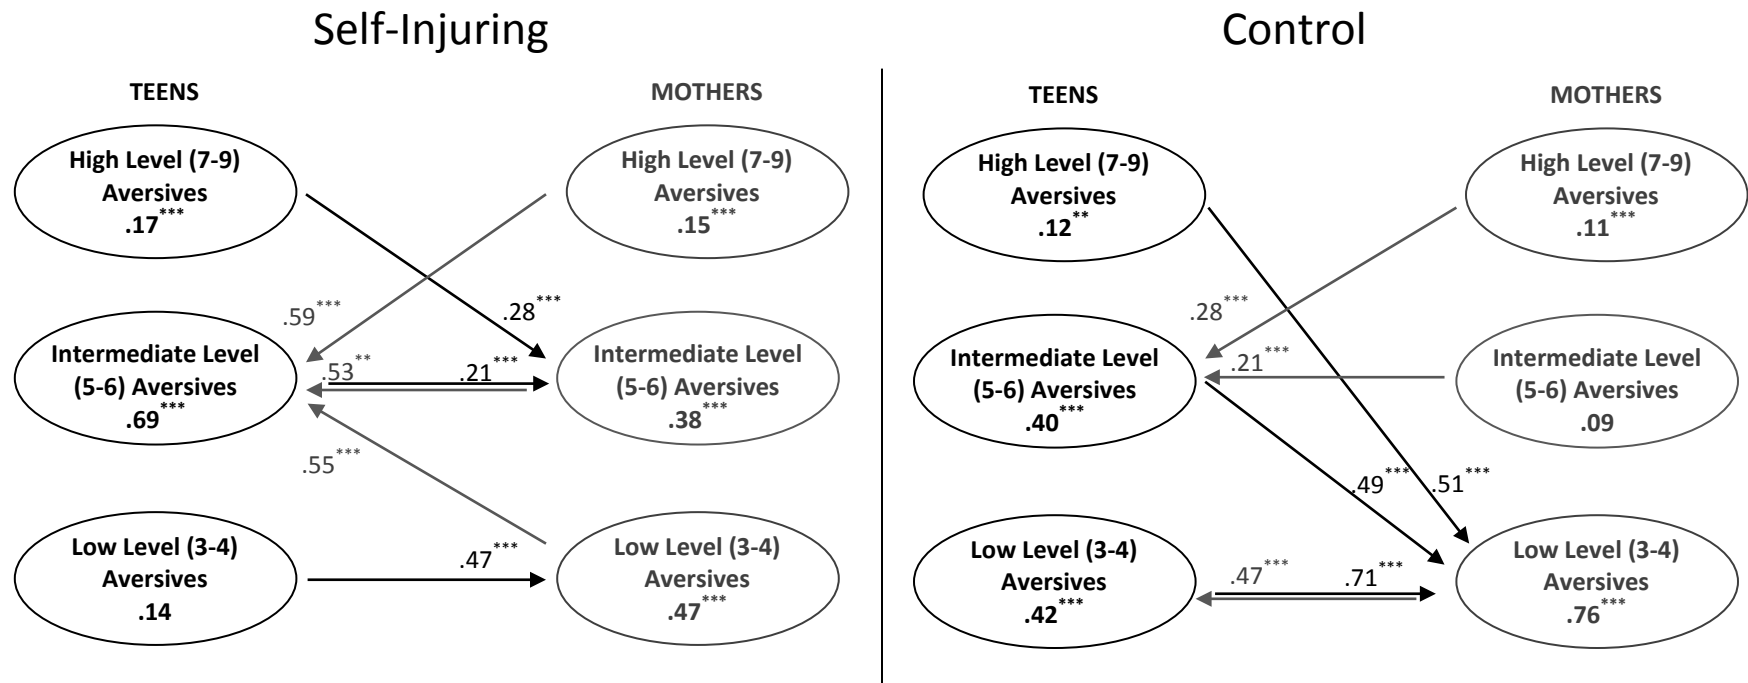 Self-Injuring
TEENS
MOTHERS
High Level (7-9)
Aversives
.17***
High Level (7-9)
Aversives
.15***
.59***
.28***
Intermediate Level
(5-6) Aversives
.69***
.53**
.21***
Intermediate Level
(5-6) Aversives
.38***
.55***
Low Level (3-4)
Aversives
.14
.47***
Low Level (3-4)
Aversives
.47***
Control
TEENS
MOTHERS
High Level (7-9)
Aversives
.12**
High Level (7-9)
Aversives
.11***
.28***
.21***
Intermediate Level
(5-6) Aversives
.40***
Intermediate Level
(5-6) Aversives
.09
.49***
.51***
Low Level (3-4)
Aversives
.42***
.47***
.71***
Low Level (3-4)
Aversives
.76***